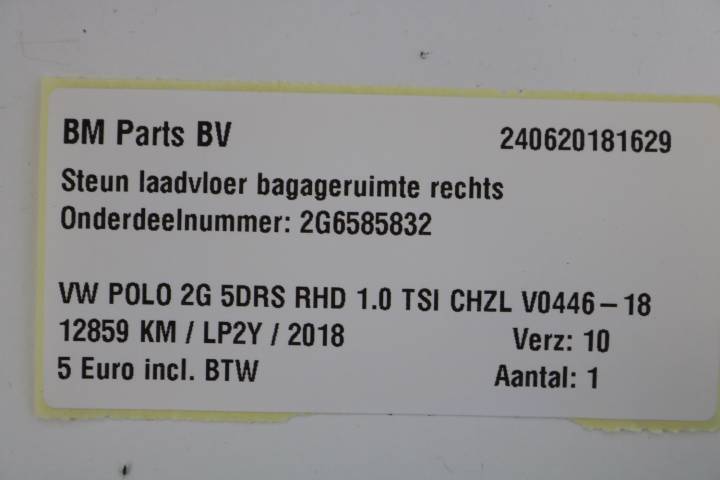 BM Parts BV 240620181629
Steun laadvloer bagageruimte rechts
Onderdeelnummer: 2G6585832
VW POLO 2G 5DRS RHD 1.0 TSI CHZL V0446-18
12859 KM / LP2Y / 2018 Verz: 10
5 Euro incl. BTW Aantal: 1